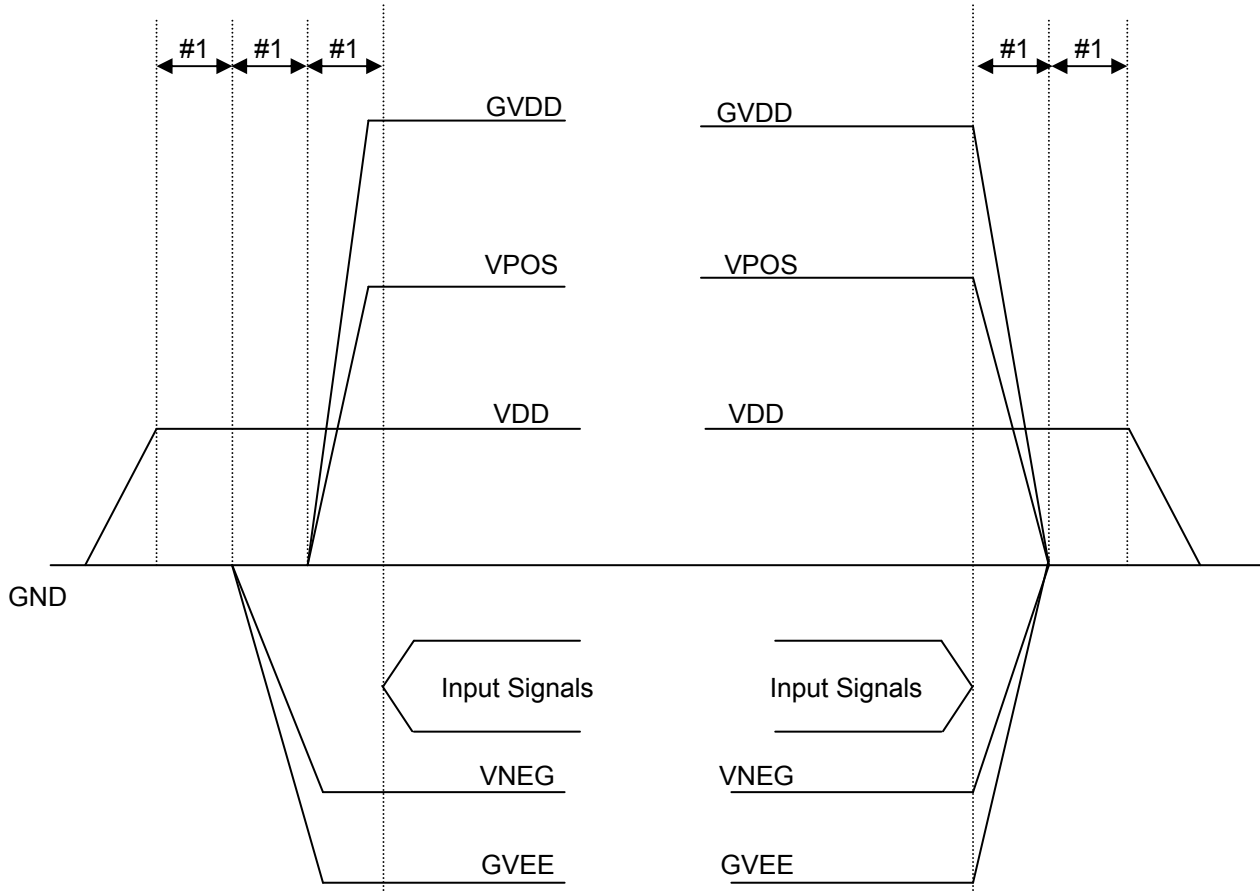 #1 #1 #1 #1 #1
GVDD GVDD
VPOS VPOS
VDD VDD
GND
Input Signals Input Signals
VNEG VNEG
GVEE GVEE